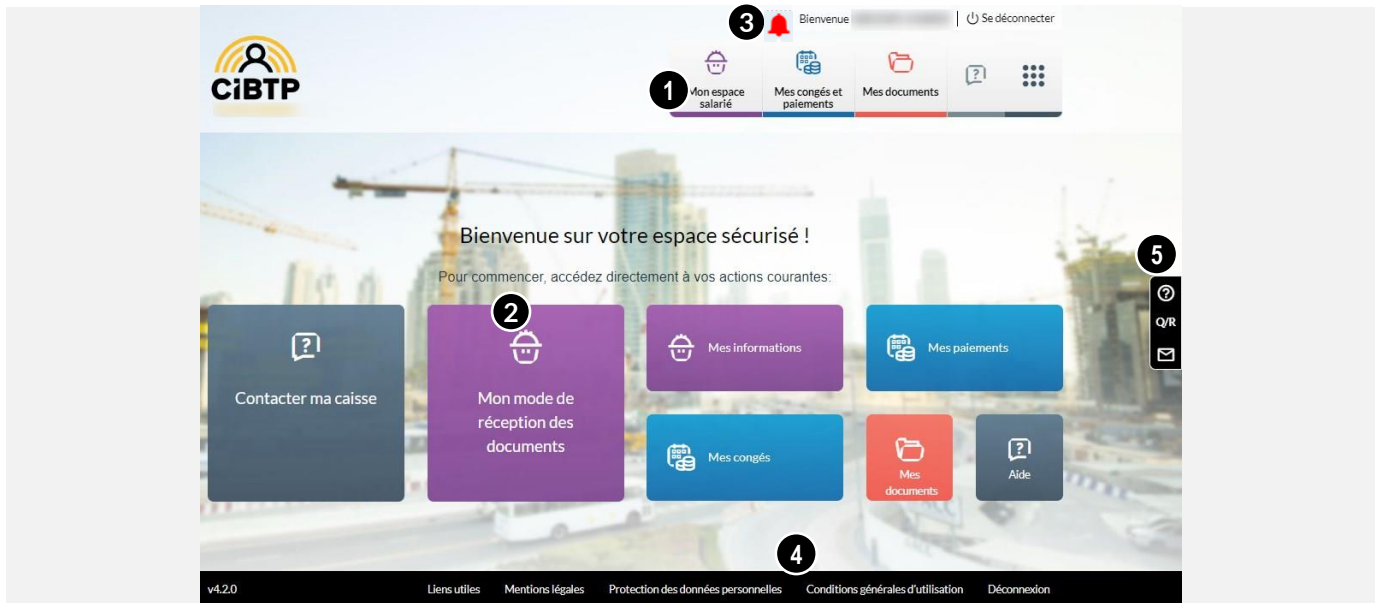 3
Bienvenue
Se déconnecter
CiBTP
1
Mon espace
salarié
Mes congés et
paiements
Mes documents
?
Bienvenue sur votre espace sécurisé !
Pour commencer, accédez directement à vos actions courantes:
5
?
Q/R
2
?
Contacter ma caisse
Mon mode de
réception des
documents
Mes informations
Mes paiements
Mes congés
Mes
documents
?
Aide
4
v4.2.0
Liens utiles
Mentions légales
Protection des données personnelles
Conditions générales d'utilisation
Déconnexion